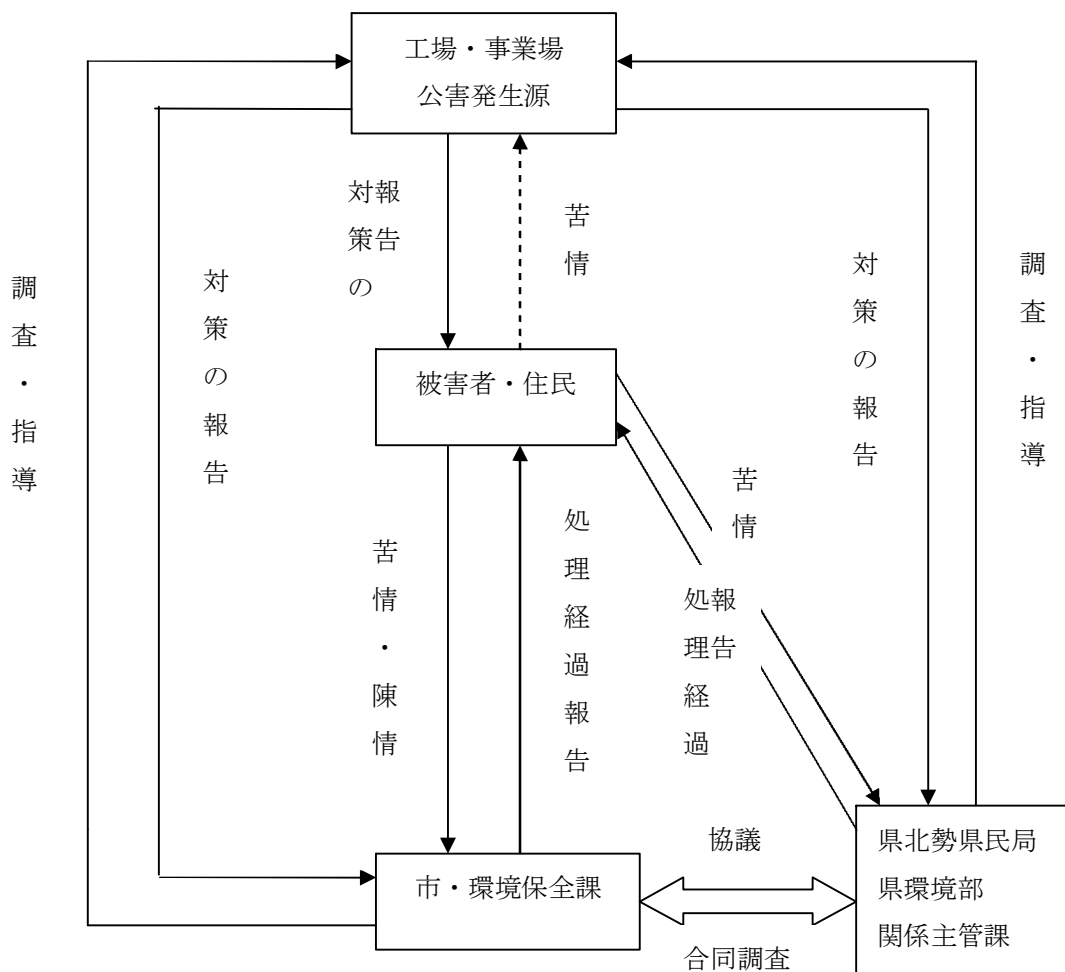 工場・事業場
公害発生源
対策の
報告
苦情
調査・指導
対策の報告
対策の報告
調査・指導
被害者・住民
苦情・陳情
処理経過報告
苦情
処理経過
報告
協議
市・環境保全課
合同調査
県北勢県民局
県環境部
関係主管課